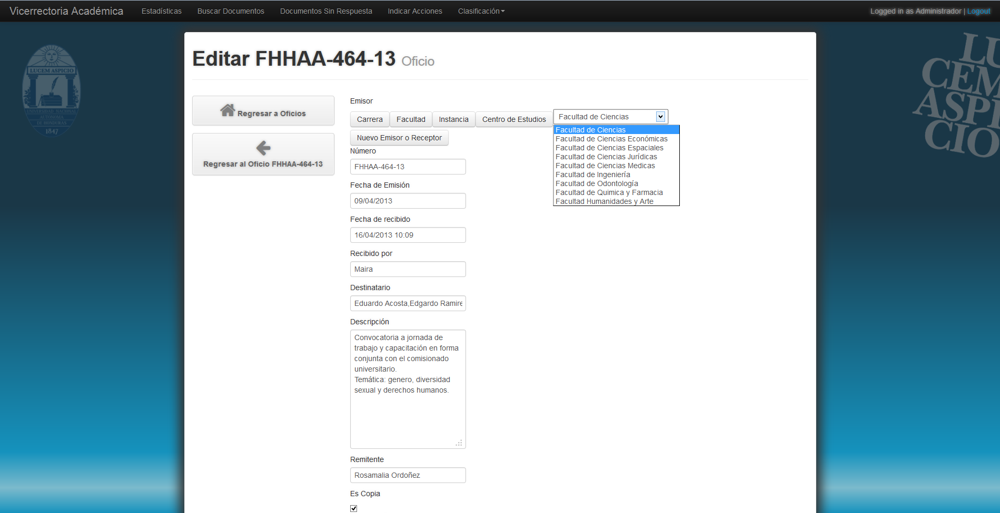 Vicerrectoria Académica
Estadísticas
Buscar Documentos
Documentos Sin Respuesta
Indicar Acciones
Clasificación
Logged in as Administrador | Logout
LUCEM ASPICIO
UNIVERSIDAD NACIONAL
AUTONOMA
DE HONDURAS
1847
LU
CEM
ASPI
CIO
Editar FHHAA-464-13 Oficio
Regresar a Oficios
Regresar al Oficio FHHAA-464-13
Emisor
Carrera
Facultad
Instancia
Centro de Estudios
Facultad de Ciencias
Facultad de Ciencias
Facultad de Ciencias Económicas
Facultad de Ciencias Espaciales
Facultad de Ciencias Jurídicas
Facultad de Ciencias Medicas
Facultad de Ingeniería
Facultad de Odontología
Facultad de Quimica y Farmacia
Facultad Humanidades y Arte
Nuevo Emisor o Receptor
Número
FHHAA-464-13
Fecha de Emisión
09/04/2013
Fecha de recibido
16/04/2013 10:09
Recibido por
Maira
Destinatario
Eduardo Acosta,Edgardo Ramire
Descripción
Convocatoria a jornada de
trabajo y capacitación en forma
conjunta con el comisionado
universitario.
Temática: genero, diversidad
sexual y derechos humanos.
Remitente
Rosamalia Ordoñez
Es Copia